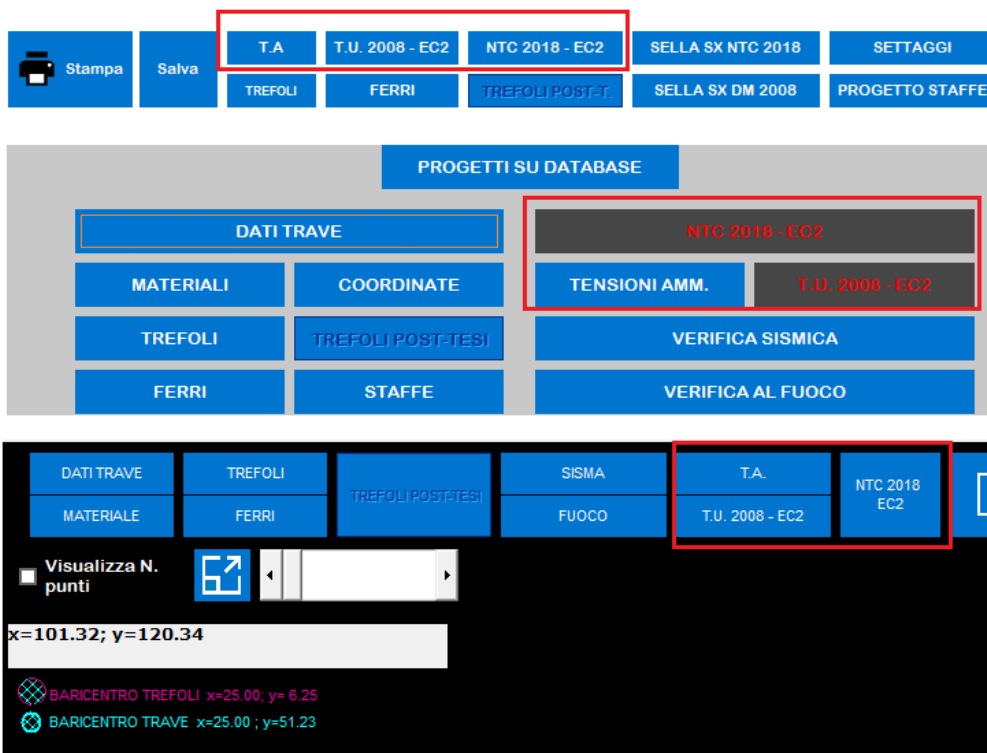 Stampa
Salva
T.A
T.U. 2008 - EC2
NTC 2018 - EC2
SELLA SX NTC 2018
SETTAGGI
TREFOLI
FERRI
TREFOLI POST-T.
SELLA SX DM 2008
PROGETTO STAFFE
PROGETTI SU DATABASE
DATI TRAVE
NTC 2018 - EC2
MATERIALI
COORDINATE
TENSIONI AMM.
T.U. 2008 - EC2
TREFOLI
TREFOLI POST-TESI
VERIFICA SISMICA
FERRI
STAFFE
VERIFICA AL FUOCO
DATI TRAVE
TREFOLI
TREFOLI POST-TESI
SISMA
T.A.
NTC 2018
EC2
MATERIALE
FERRI
FUOCO
T.U. 2008 - EC2
Visualizza N.
punti
x=101.32; y=120.34
BARICENTRO TREFOLI x=25.00; y= 6.25
BARICENTRO TRAVE x=25.00 ; y=51.23